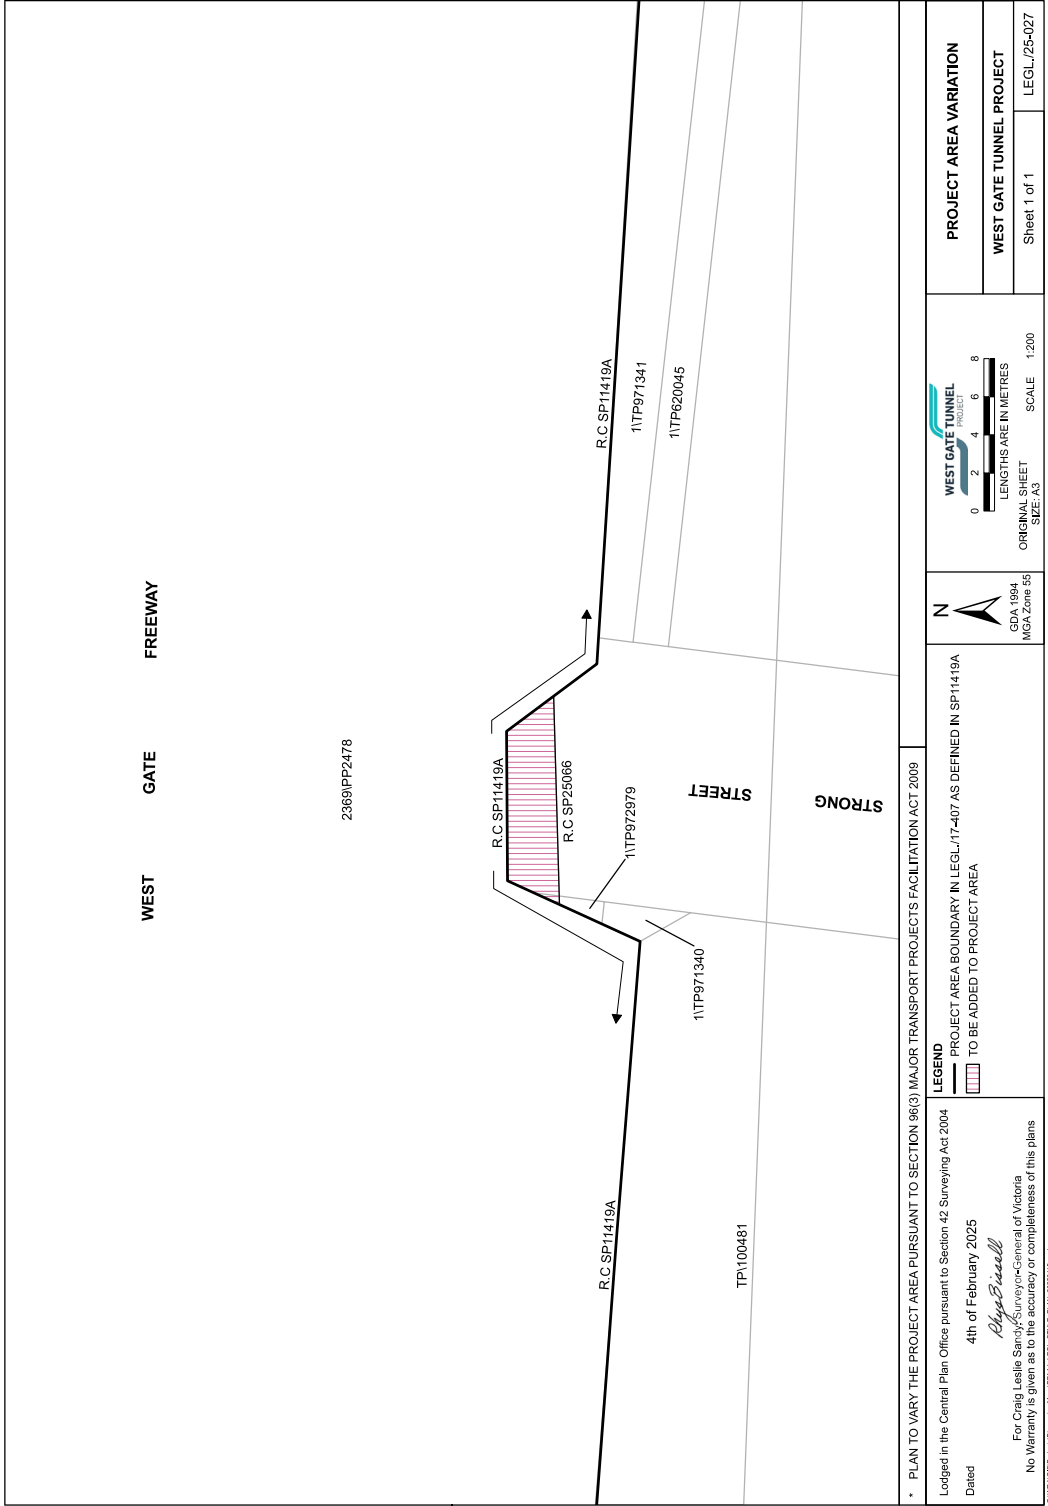 WEST GATE FREEWAY
2369\PP2478
R.C SP11419A
R.C SP11419A
R.C SP11419A
R.C SP25066
1\TP972979
1\TP971340
1\TP971341
1\TP620045
TP\100481
STREET
STRONG
* PLAN TO VARY THE PROJECT AREA PURSUANT TO SECTION 96(3) MAJOR TRANSPORT PROJECTS FACILITATION ACT 2009
Lodged in the Central Plan Office pursuant to Section 42 Surveying Act 2004
Dated 4th of February 2025
Rhys Bissell
For Craig Leslie Sandy, Surveyor-General of Victoria
No Warranty is given as to the accuracy or completeness of this plans
LEGEND
PROJECT AREA BOUNDARY IN LEGL./17-407 AS DEFINED IN SP11419A
TO BE ADDED TO PROJECT AREA
N
GDA 1994
MGA Zone 55
WEST GATE TUNNEL
PROJECT
0 2 4 6 8
LENGTHS ARE IN METRES
ORIGINAL SHEET
SIZE: A3
SCALE 1:200
PROJECT AREA VARIATION
WEST GATE TUNNEL PROJECT
Sheet 1 of 1
LEGL./25-027